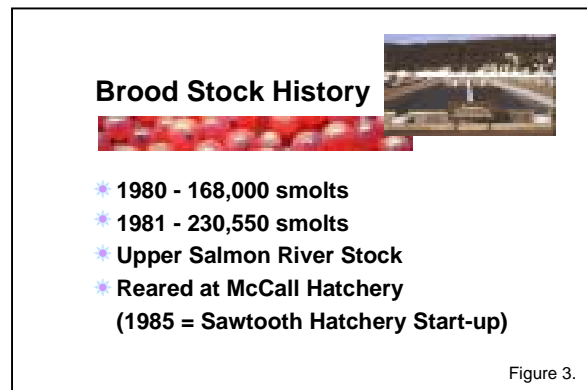 Brood Stock History
1980 - 168,000 smolts
1981 - 230,550 smolts
Upper Salmon River Stock
Reared at McCall Hatchery
(1985 = Sawtooth Hatchery Start-up)
Figure 3.